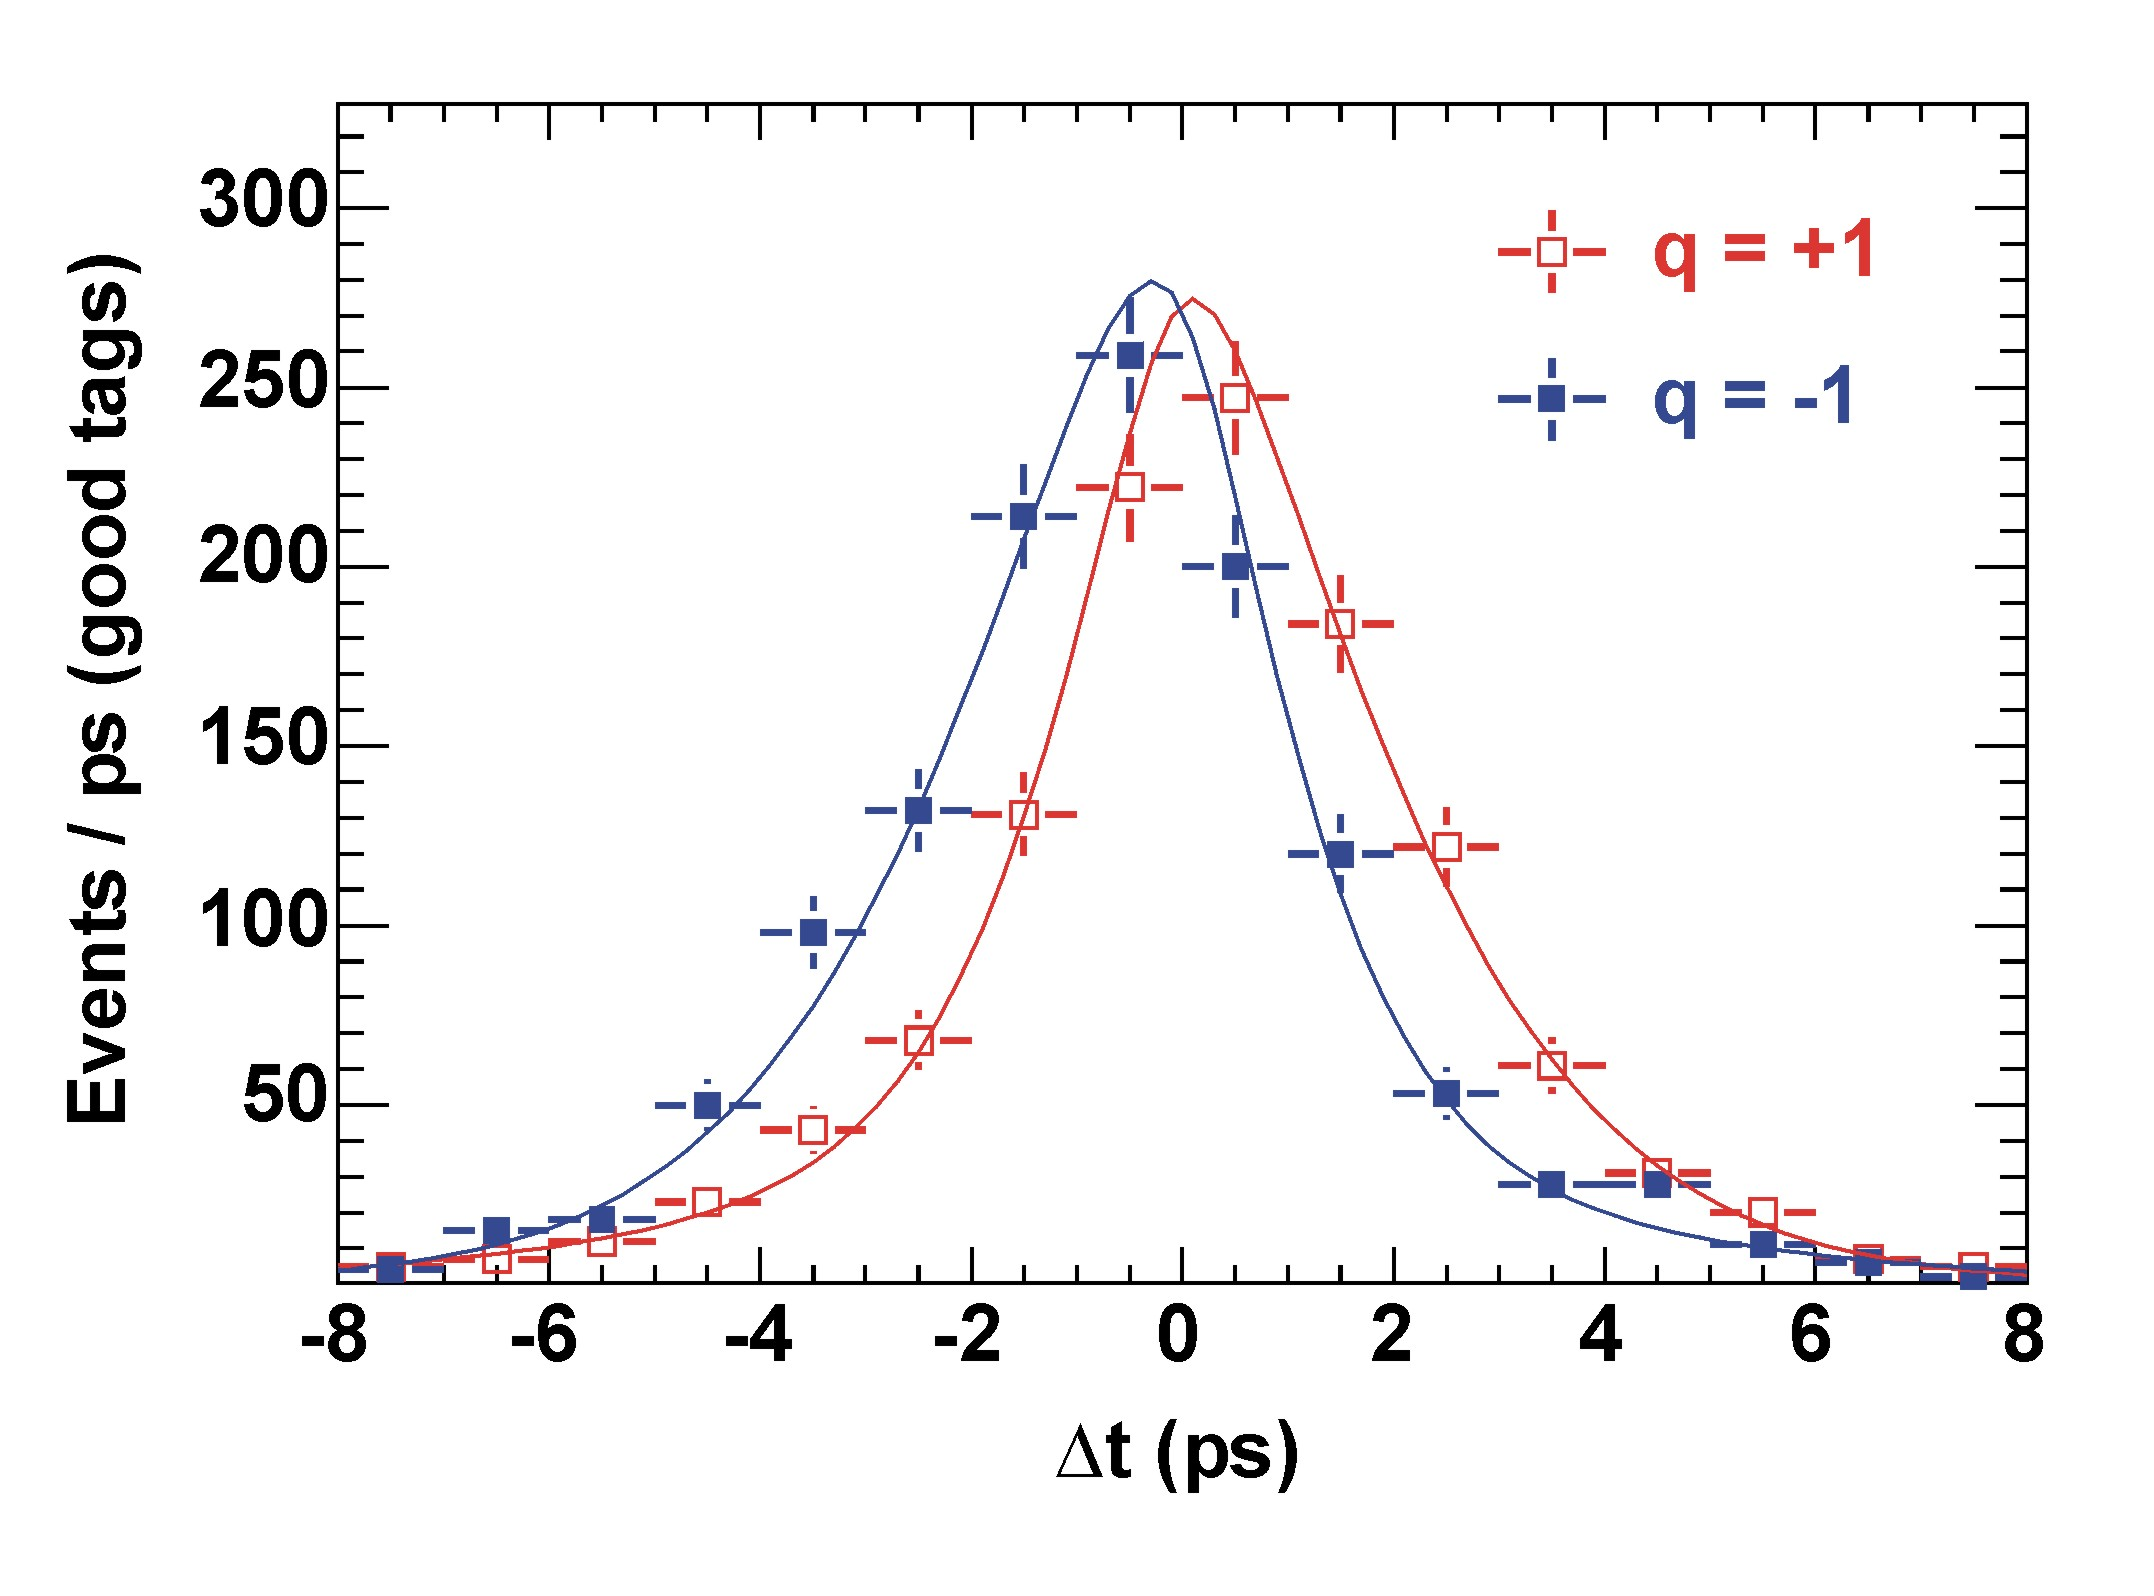 Events / ps (good tags)
300
250
200
150
100
50
q = +1
q = -1
-8 -6 -4 -2 0 2 4 6 8
Δt (ps)